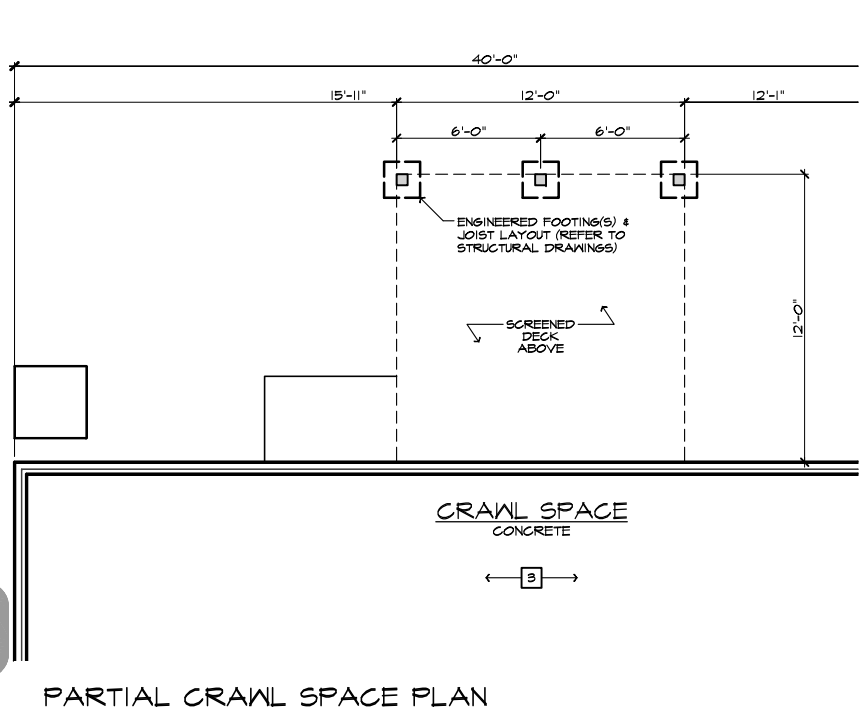 40'-0"
15'-11"
12'-0"
12'-1"
6'-0"
6'-0"
ENGINEERED FOOTING(S) &
JOIST LAYOUT (REFER TO
STRUCTURAL DRAWINGS)
12'-0"
SCREENED
DECK
ABOVE
CRAWL SPACE
CONCRETE
3
PARTIAL CRAWL SPACE PLAN